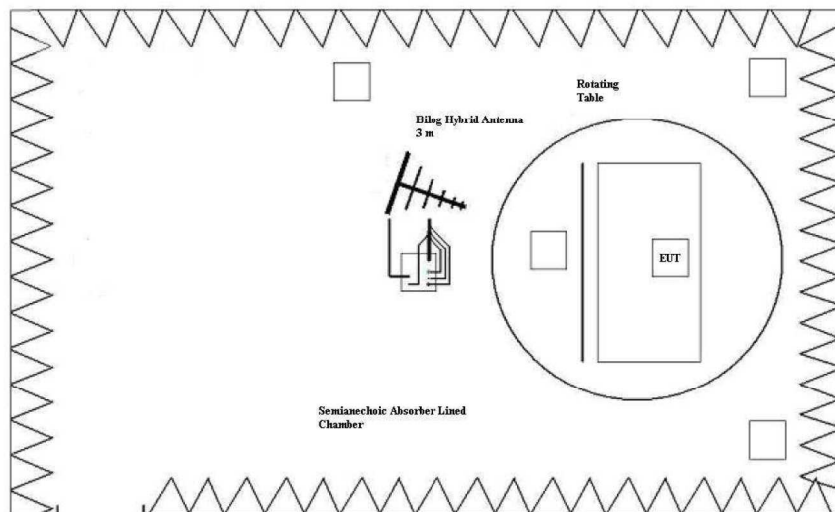 Rotating
Table
Bilog Hybrid Antenna
3 m
EUT
Semianechoic Absorber Lined
Chamber